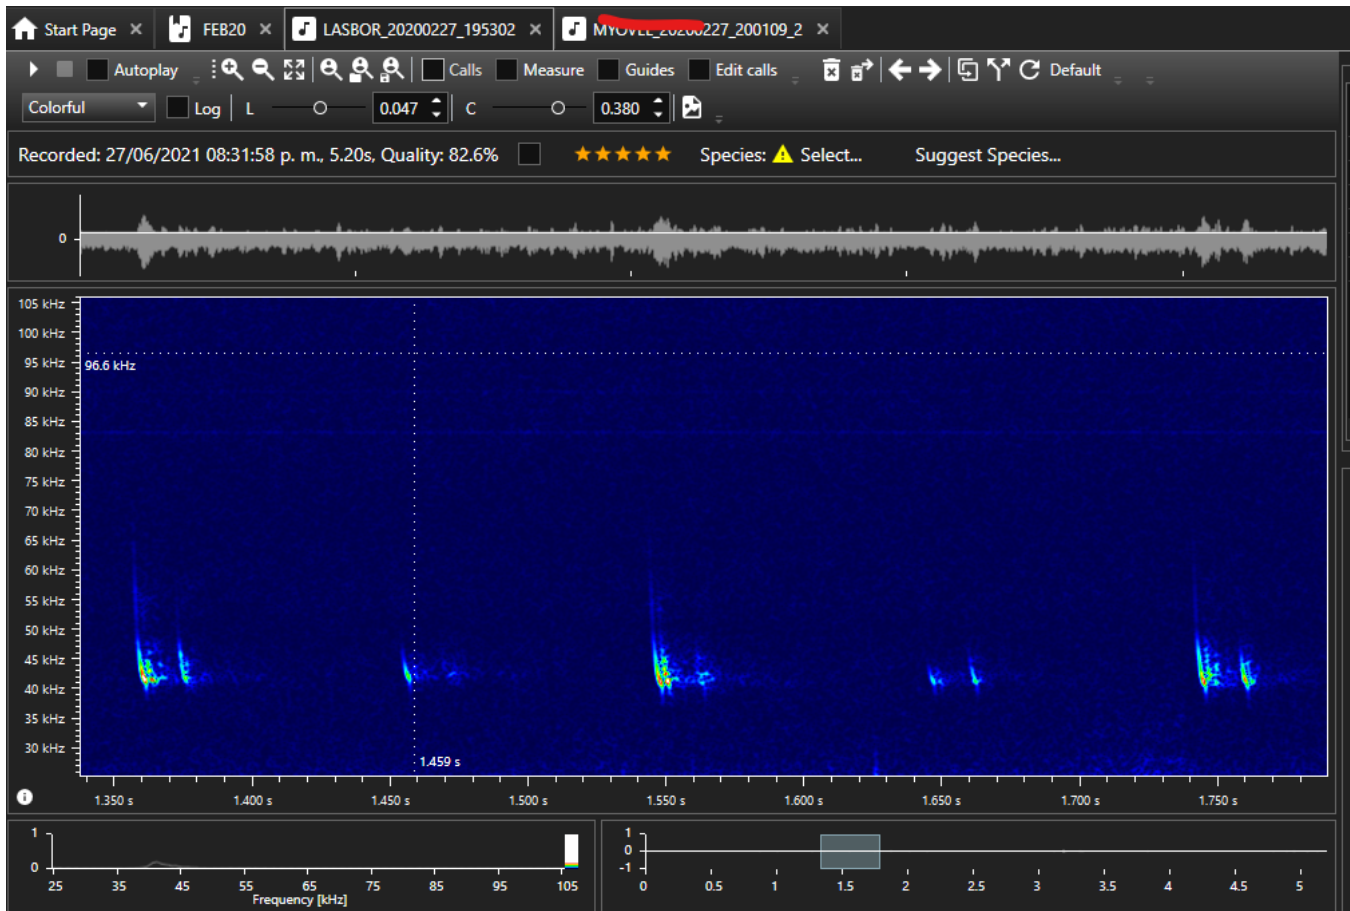 Start Page × FEB20 × LASBOR_20200227_195302 × MYOVEL_20200227_200109_2 ×
Autoplay Calls Measure Guides Edit calls Default
Colorful Log L 0.047 C 0.380
Recorded: 27/06/2021 08:31:58 p. m., 5.20s, Quality: 82.6% ★★★★★ Species: Select... Suggest Species...
0
105 kHz
100 kHz
95 kHz
96.6 kHz
90 kHz
85 kHz
80 kHz
75 kHz
70 kHz
65 kHz
60 kHz
55 kHz
50 kHz
45 kHz
40 kHz
35 kHz
30 kHz
1.459 s
1.350 s 1.400 s 1.450 s 1.500 s 1.550 s 1.600 s 1.650 s 1.700 s 1.750 s
1
0
25 35 45 55 65 75 85 95 105
Frequency [kHz]
1
0
-1
0 0.5 1 1.5 2 2.5 3 3.5 4 4.5 5